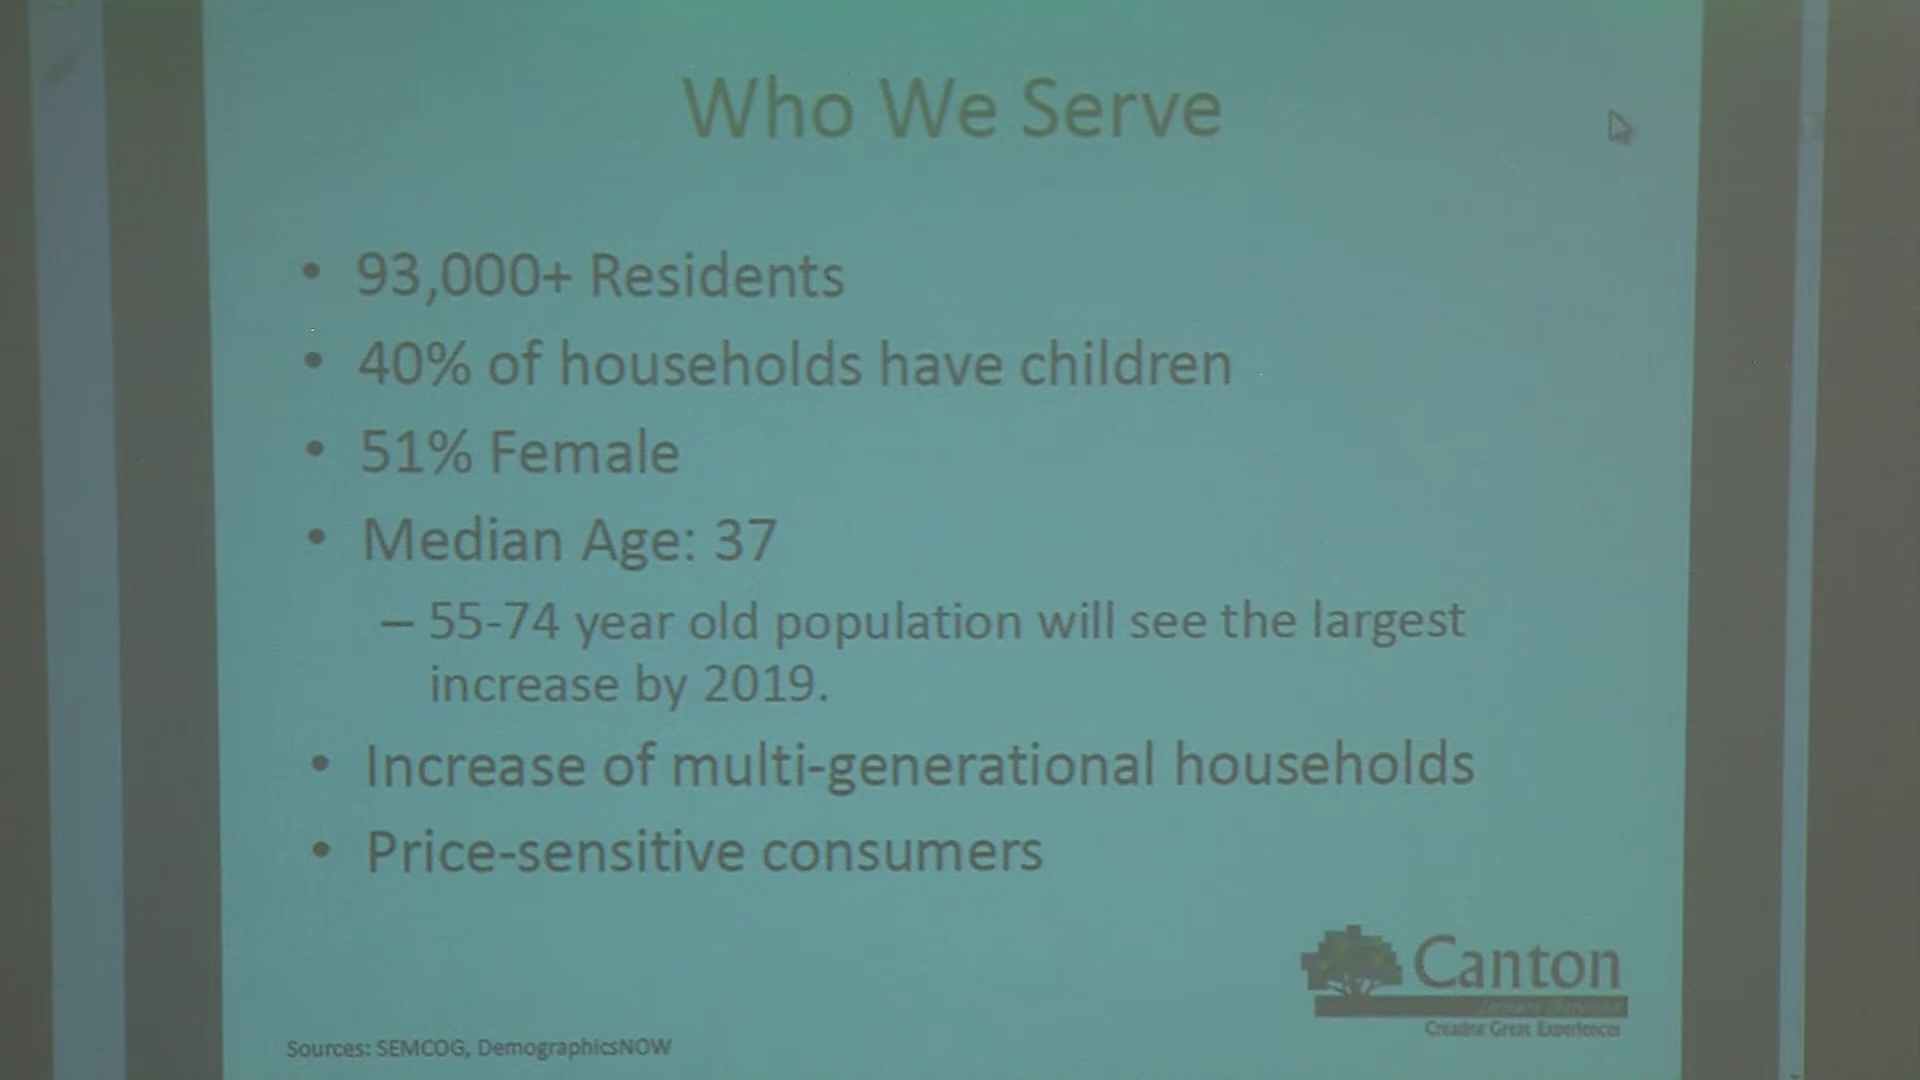 Who We Serve
• 93,000+ Residents
• 40% of households have children
• 51% Female
• Median Age: 37
– 55-74 year old population will see the largest
increase by 2019.
• Increase of multi-generational households
• Price-sensitive consumers
Canton
Leisure Services
Creating Great Experiences
Sources: SEMCOG, DemographicsNOW